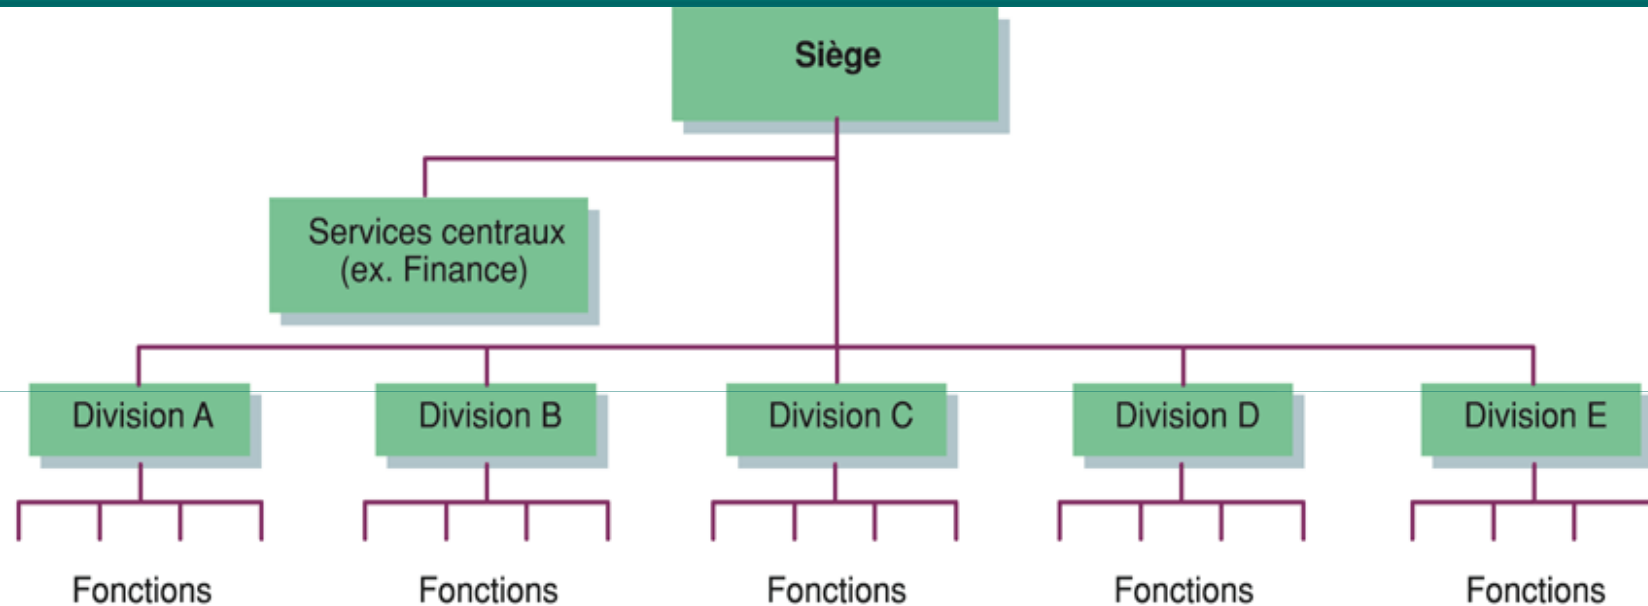 Siège
Services centraux
(ex. Finance)
Division A
Division B
Division C
Division D
Division E
Fonctions
Fonctions
Fonctions
Fonctions
Fonctions